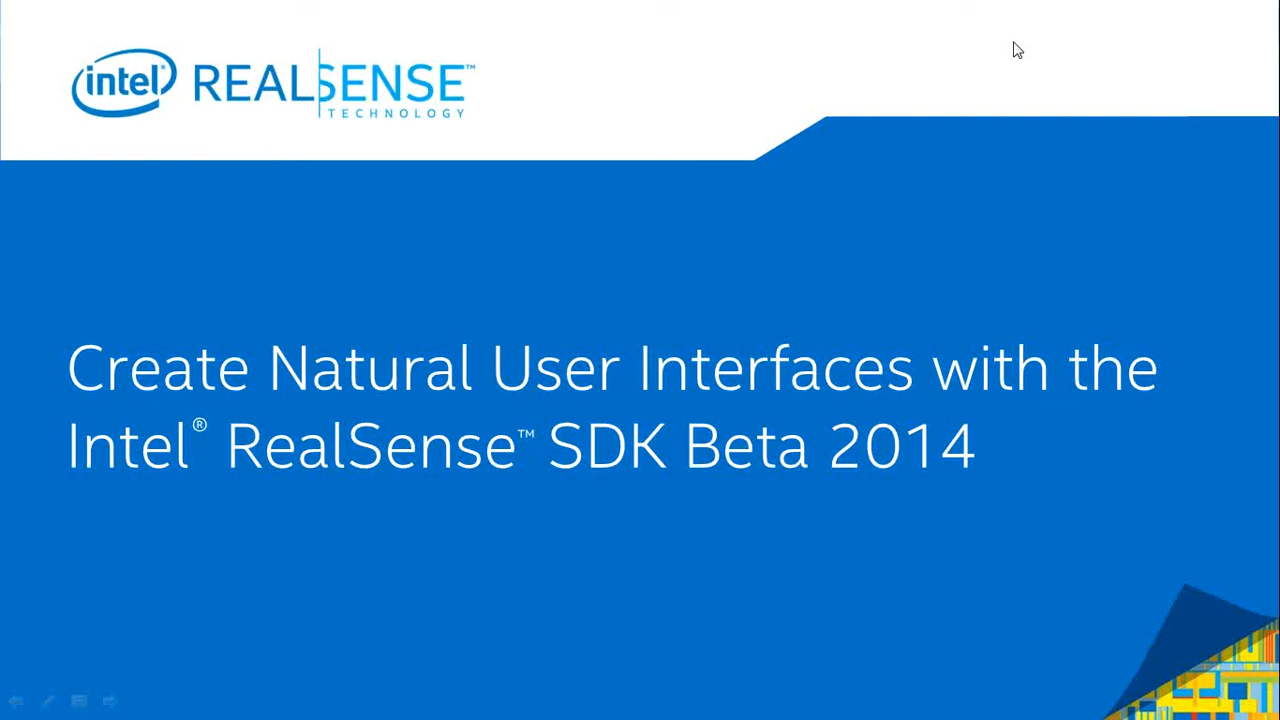 intel REALSENSE™
TECHNOLOGY
Create Natural User Interfaces with the
Intel® RealSense™ SDK Beta 2014